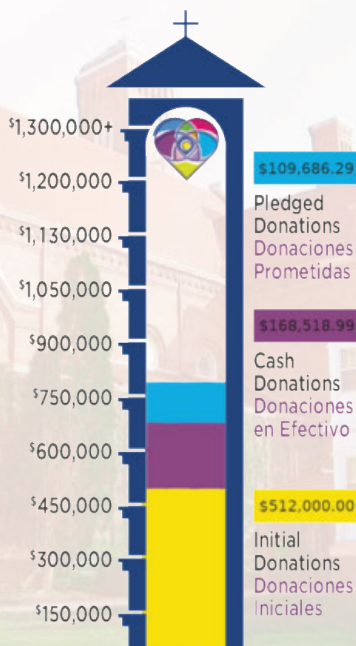 $1,300,000+
$1,200,000
$1,130,000
$1,050,000
$900,000
$750,000
$600,000
$450,000
$300,000
$150,000
$109,686.29
Pledged
Donations
Donaciones
Prometidas
$168,518.99
Cash
Donations
Donaciones
en Efectivo
$512,000.00
Initial
Donations
Donaciones
Iniciales